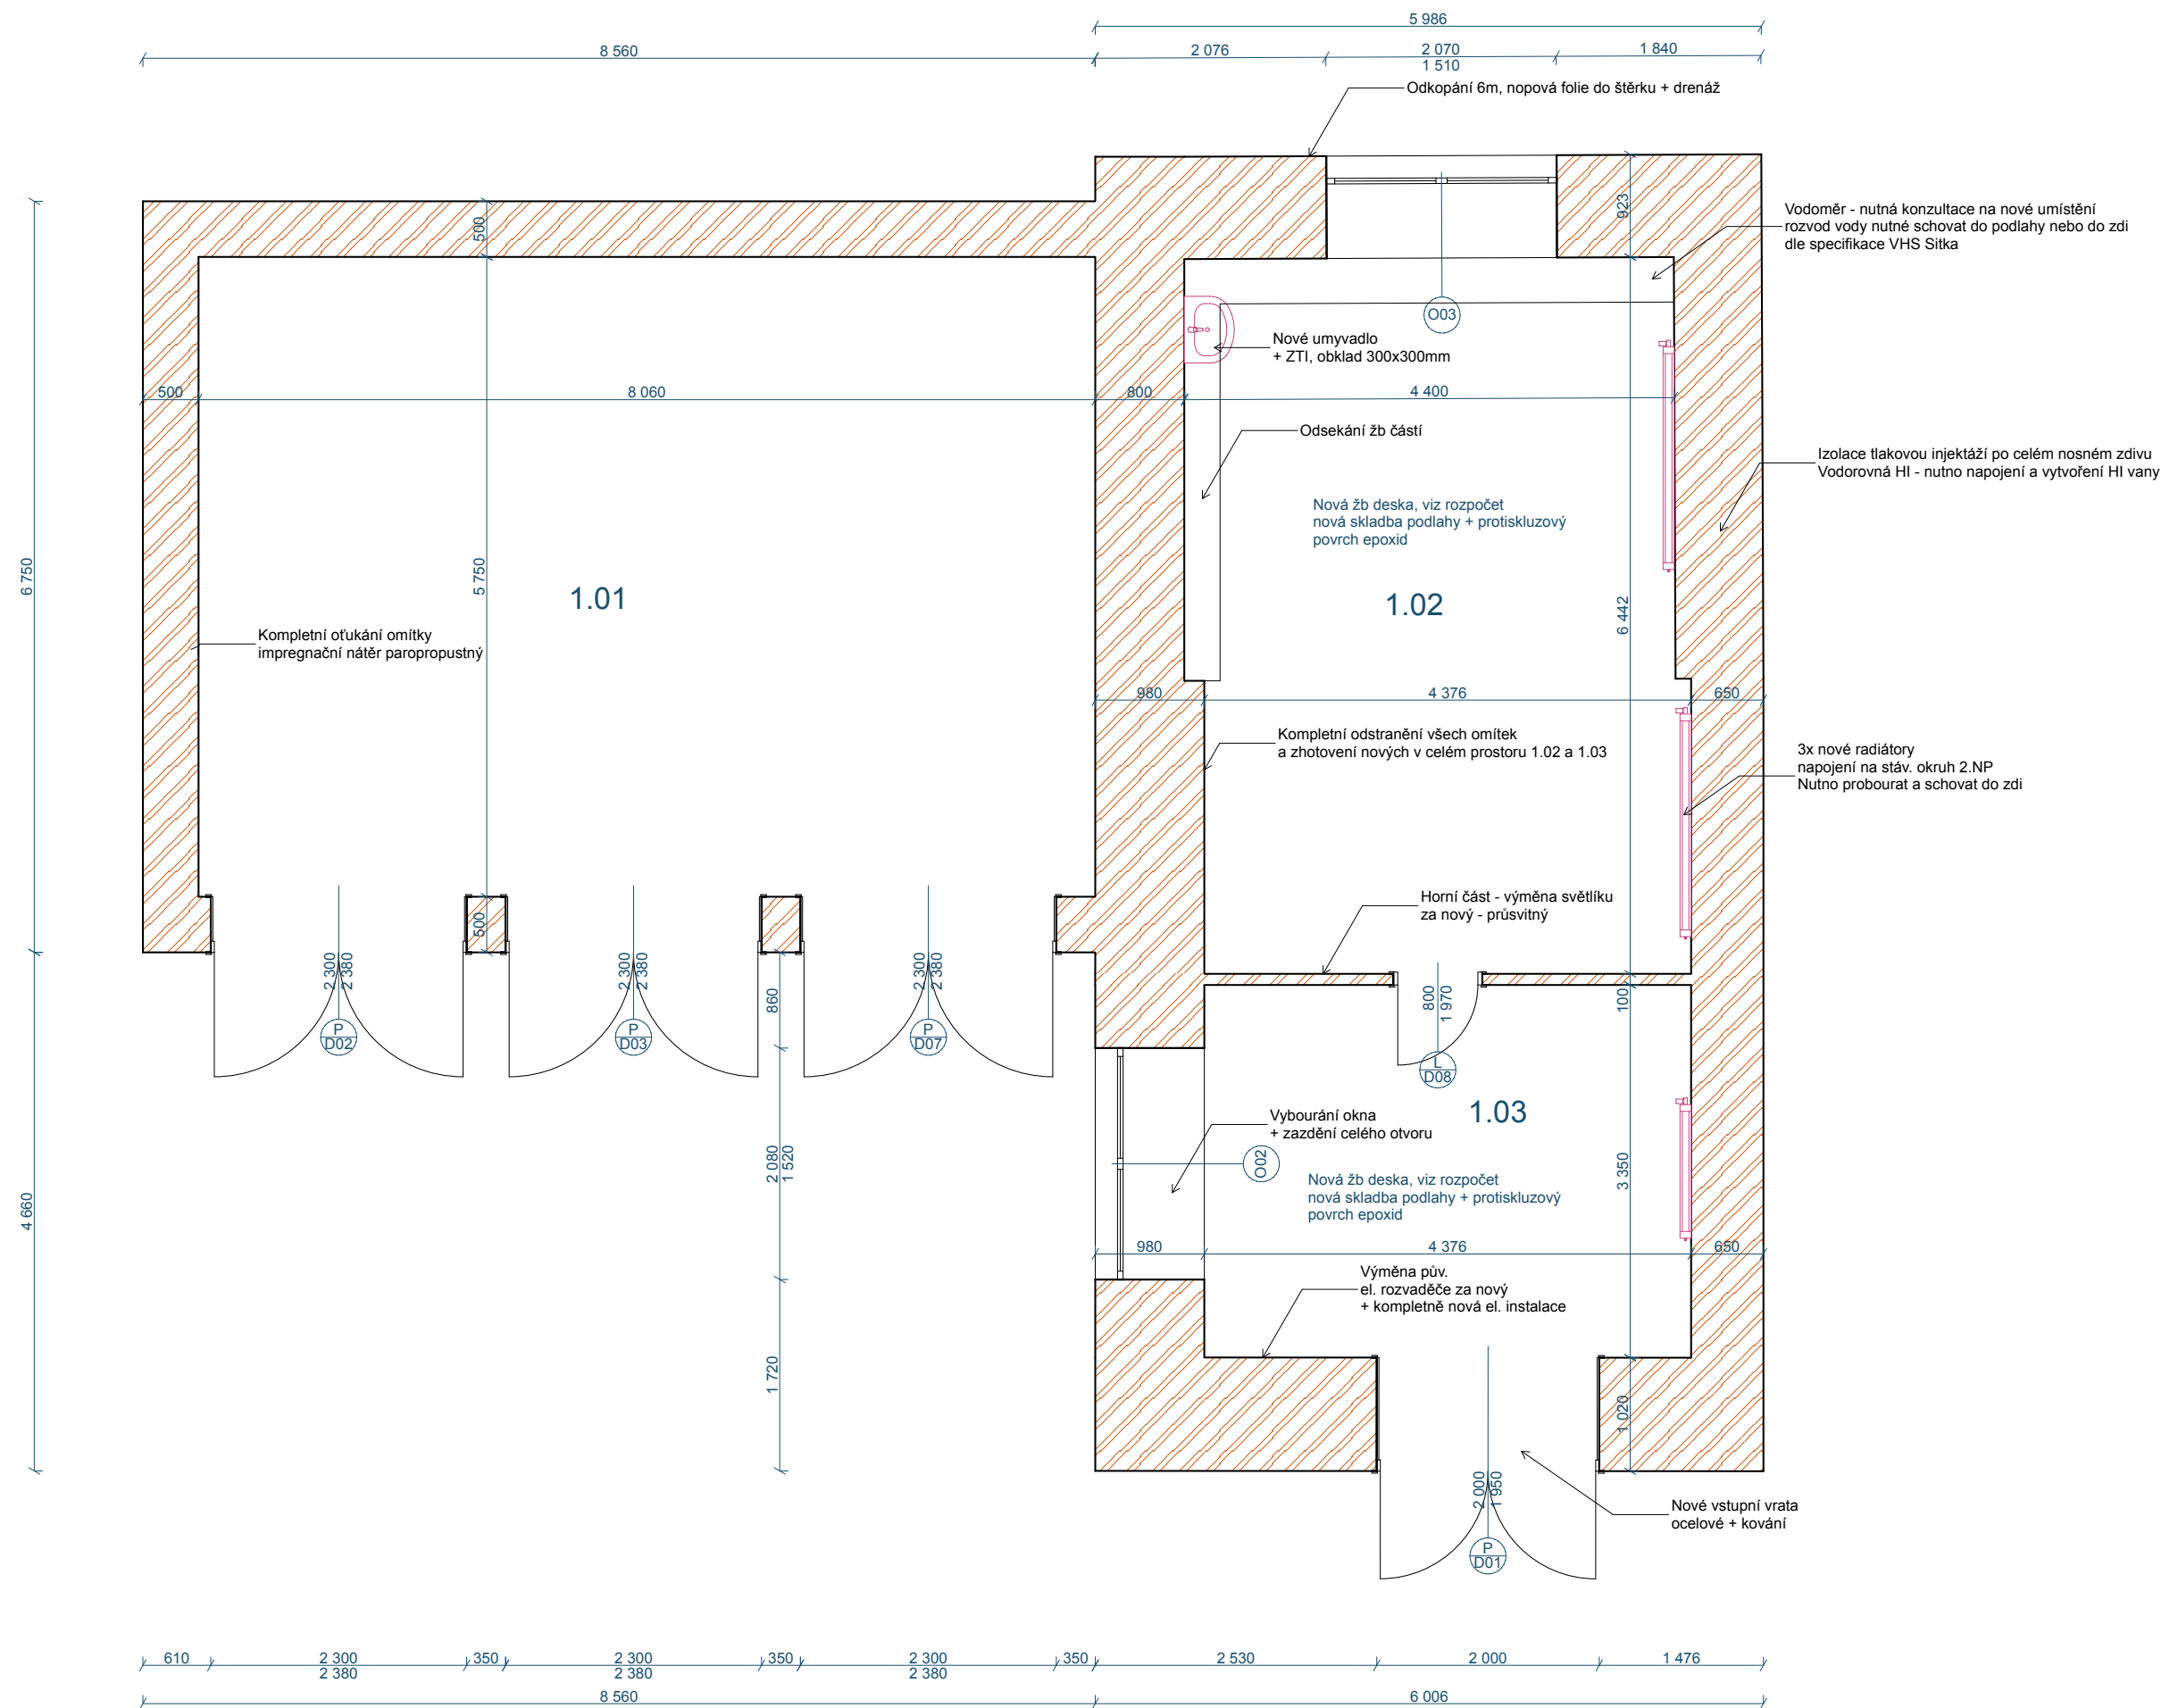 5 986
8 560
2 076
2 070
1 840
1 510
Odkopání 6m, nopová folie do štěrku + drenáž
923
500
Vodoměr - nutná konzultace na nové umístění
rozvod vody nutné schovat do podlahy nebo do zdi
dle specifikace VHS Sitka
O03
Nové umyvadlo
+ ZTI, obklad 300x300mm
500
8 060
800
4 400
Odsekání žb částí
Izolace tlakovou injektáží po celém nosném zdivu
Vodorovná HI - nutno napojení a vytvoření HI vany
Nová žb deska, viz rozpočet
nová skladba podlahy + protiskluzový
povrch epoxid
6 750
5 750
1.01
1.02
6 442
Kompletní oťukání omítky
impregnační nátěr paropropustný
980
4 376
650
Kompletní odstranění všech omítek
a zhotovení nových v celém prostoru 1.02 a 1.03
3x nové radiátory
napojení na stáv. okruh 2.NP
Nutno probourat a schovat do zdi
Horní část - výměna světlíku
za nový - průsvitný
500
2 300
2 380
2 300
2 380
2 300
2 380
860
800
1 970
100
P
D02
P
D03
P
D07
L
D08
1.03
Vybourání okna
+ zazdění celého otvoru
2 080
1 520
O02
3 350
4 660
Nová žb deska, viz rozpočet
nová skladba podlahy + protiskluzový
povrch epoxid
980
4 376
650
Výměna pův.
el. rozvaděče za nový
+ kompletně nová el. instalace
1 720
1 020
2 000
1 950
Nové vstupní vrata
ocelové + kování
P
D01
610
2 300
350
2 300
350
2 300
350
2 530
2 000
1 476
2 380
2 380
2 380
8 560
6 006